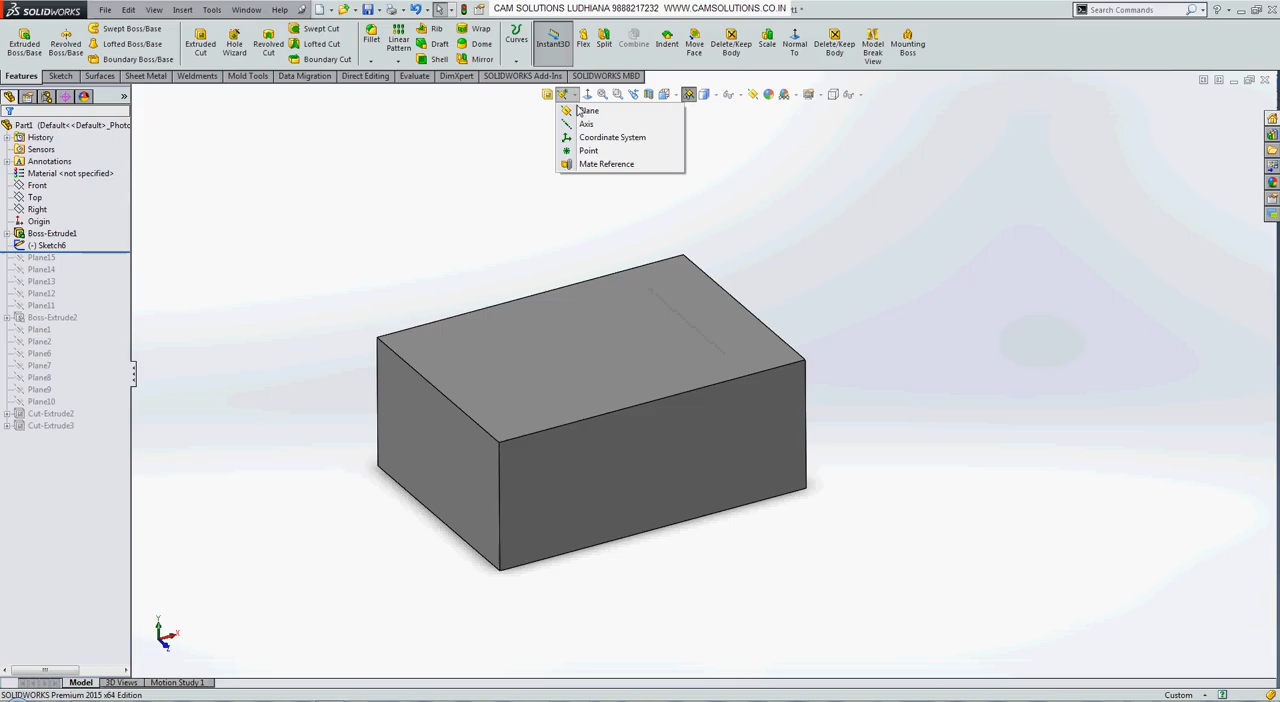 SOLIDWORKS
File Edit View Insert Tools Window Help
CAM SOLUTIONS LUDHIANA 9888217232 WWW.CAMSOLUTIONS.CO.IN
t1 *
Search Commands
Extruded Boss/Base
Revolved Boss/Base
Swept Boss/Base
Lofted Boss/Base
Boundary Boss/Base
Extruded Cut
Hole Wizard
Revolved Cut
Swept Cut
Lofted Cut
Boundary Cut
Fillet
Linear Pattern
Rib
Draft
Shell
Wrap
Dome
Mirror
Curves
Instant3D
Flex
Split
Combine
Indent
Move Face
Delete/Keep Body
Scale
Normal To
Delete/Keep Body
Model Break View
Mounting Boss
Features Sketch Surfaces Sheet Metal Weldments Mold Tools Data Migration Direct Editing Evaluate DimXpert SOLIDWORKS Add-Ins SOLIDWORKS MBD
Plane
Axis
Coordinate System
Point
Mate Reference
Part1 (Default<<Default>_Photo
History
Sensors
Annotations
Material <not specified>
Front
Top
Right
Origin
Boss-Extrude1
(-) Sketch6
Plane15
Plane14
Plane13
Plane12
Plane11
Boss-Extrude2
Plane1
Plane2
Plane6
Plane7
Plane8
Plane9
Plane10
Cut-Extrude2
Cut-Extrude3
Y
X
Z
Model 3D Views Motion Study 1
SOLIDWORKS Premium 2015 x64 Edition
Custom